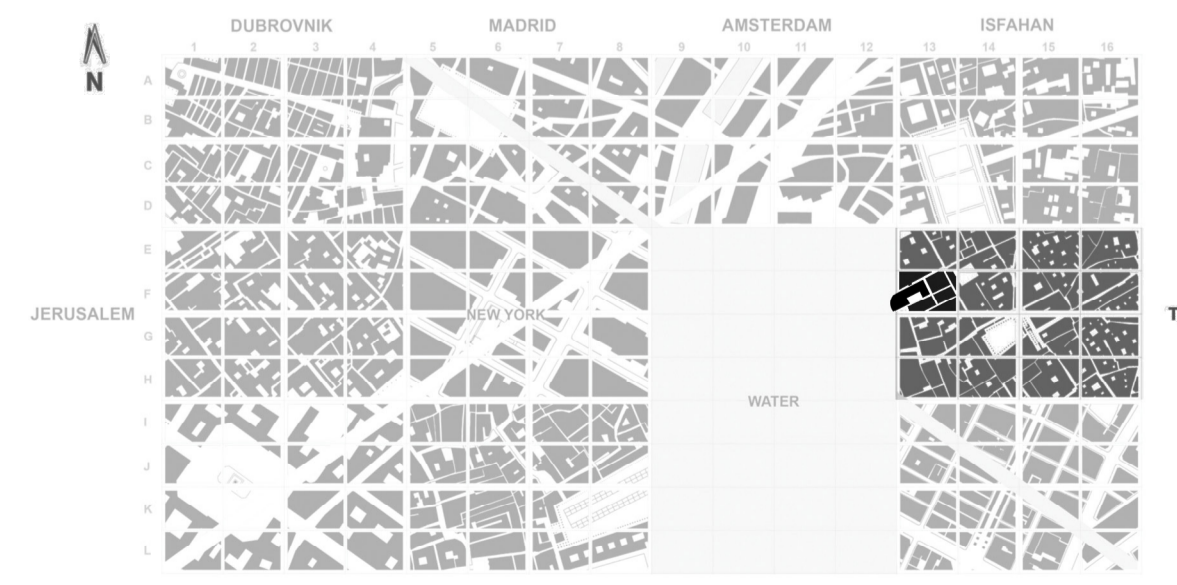 DUBROVNIK MADRID AMSTERDAM ISFAHAN
1 2 3 4 5 6 7 8 9 10 11 12 13 14 15 16
N
A
B
C
D
E
F
JERUSALEM NEW YORK T
G
H
WATER
I
J
K
L